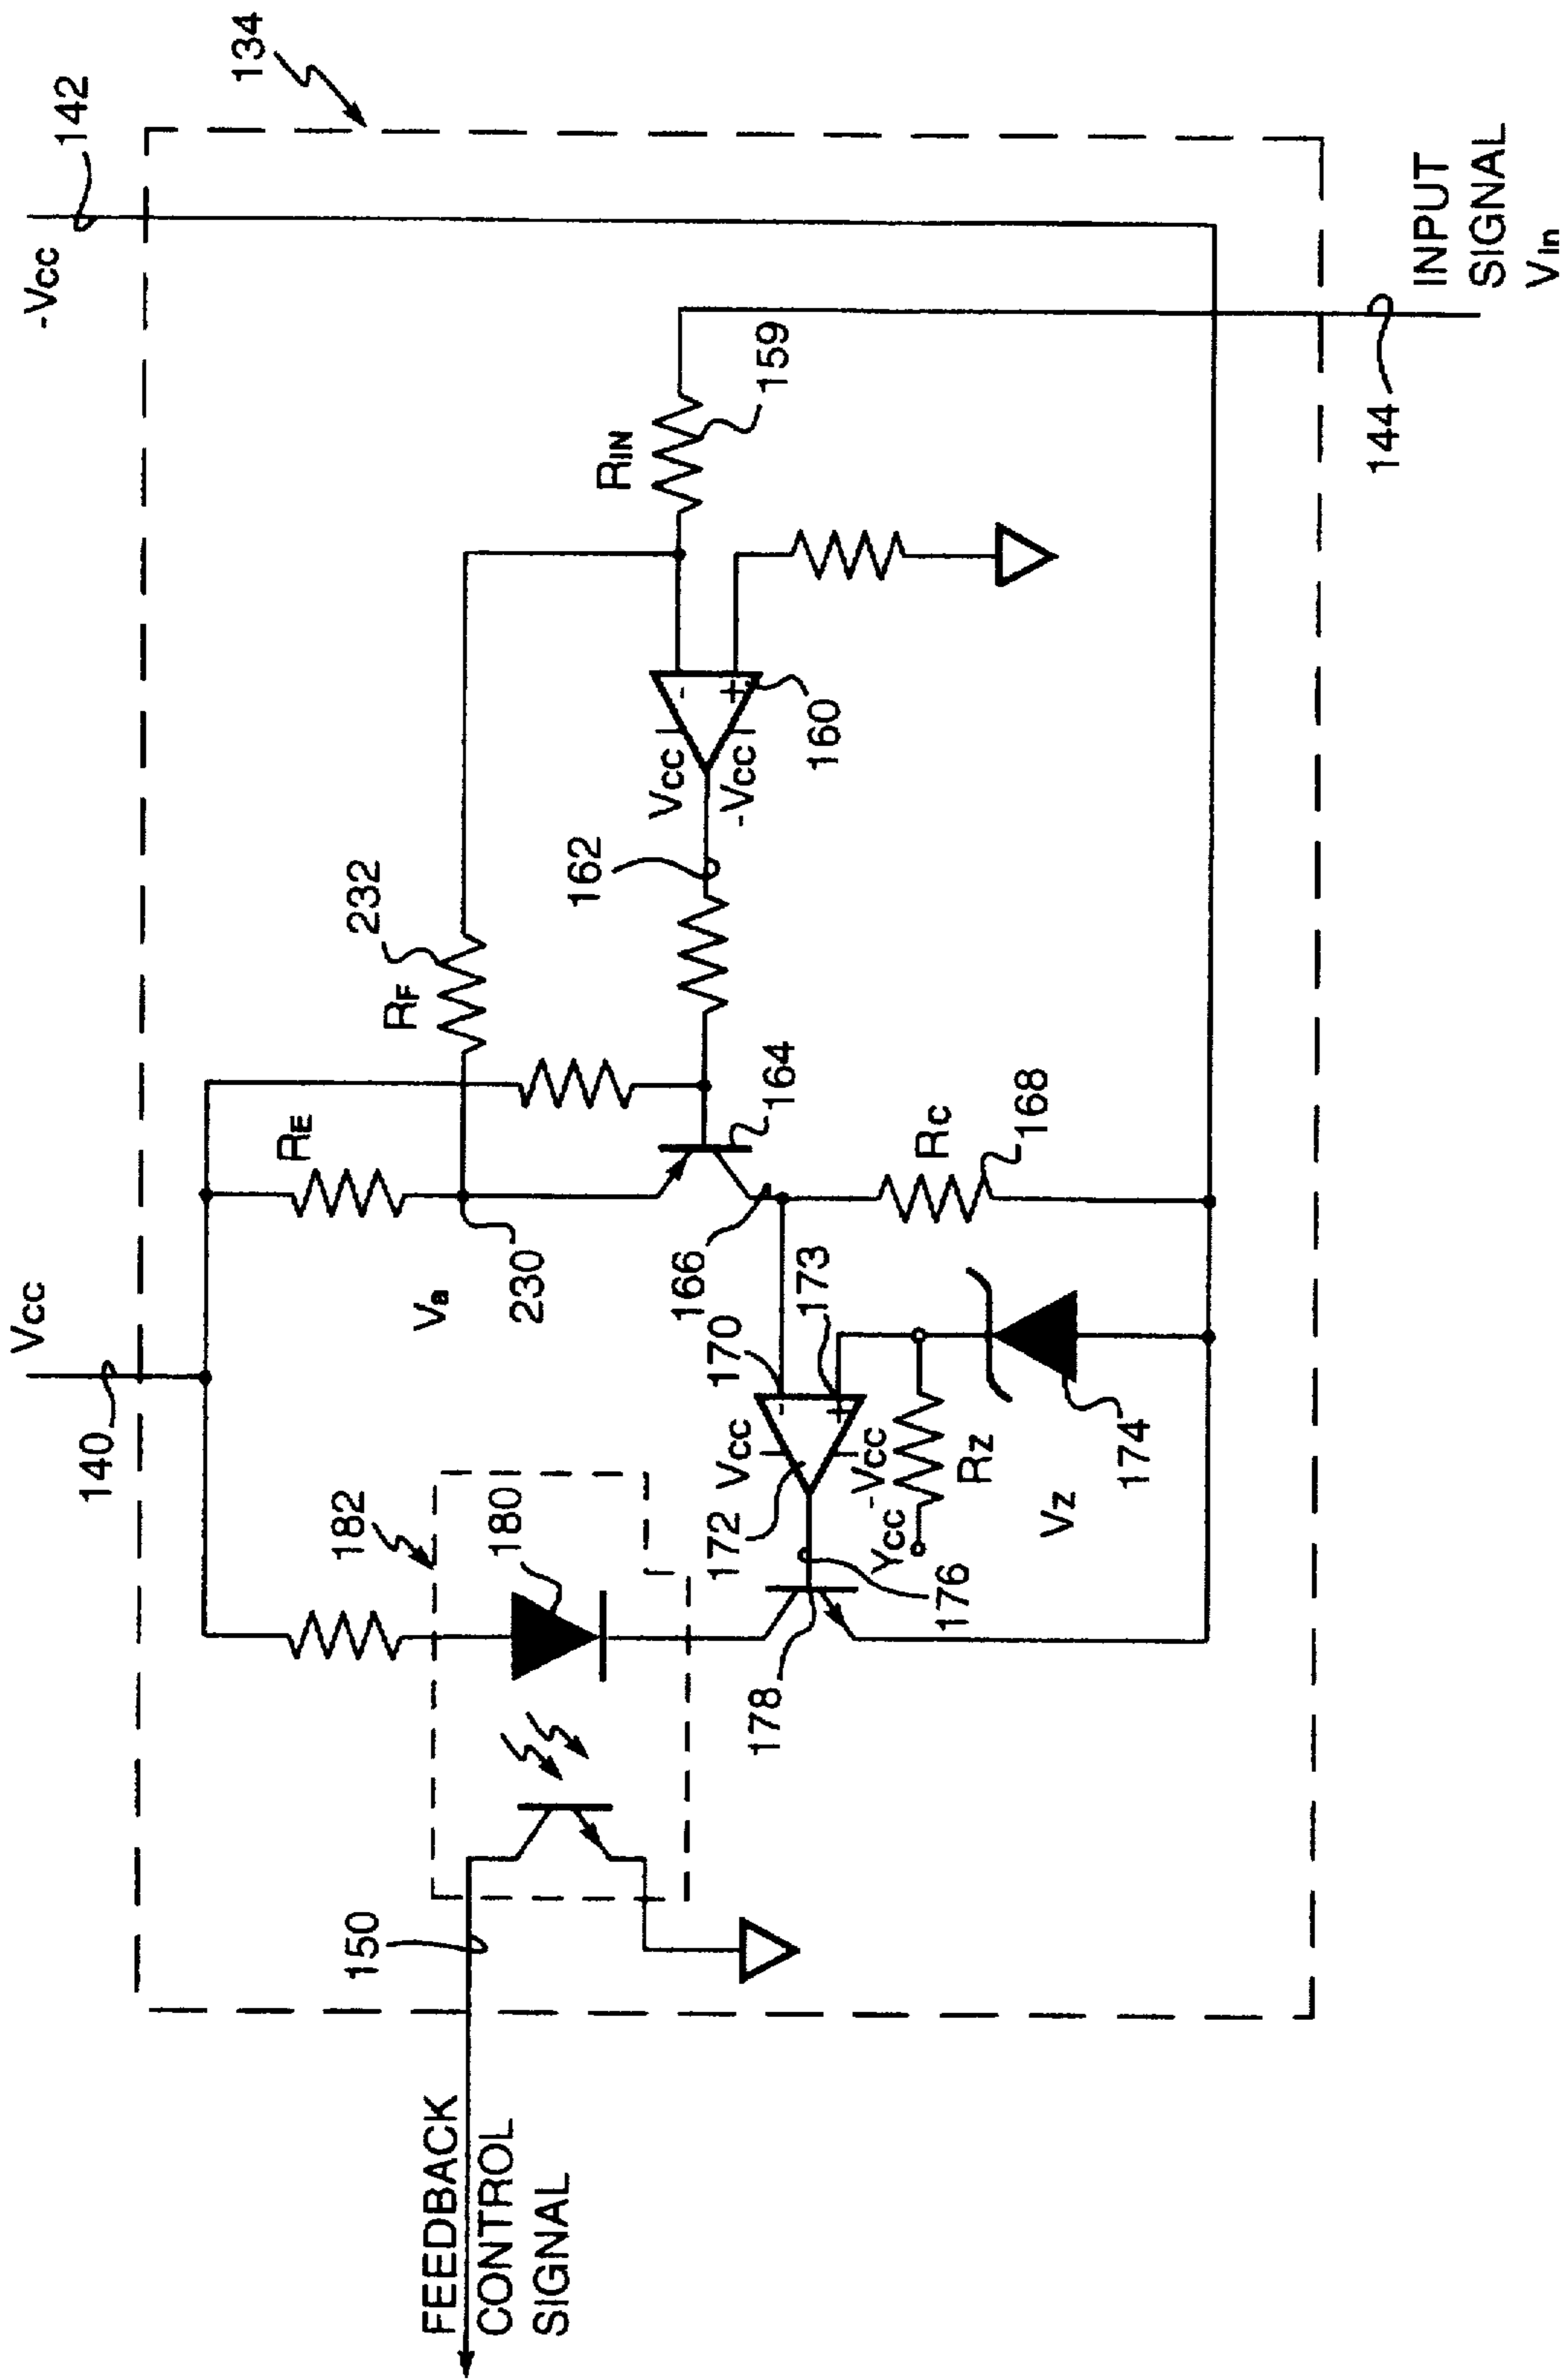 Vcc
-Vcc
142
134
140
182
RE
RF
232
Va
230
162
RIN
159
180
170
166
164
Vcc
-Vcc
160
150
Vcc
172
-Vcc
173
Rc
168
178
176
Ycc
Rz
Vz
174
144
FEEDBACK
CONTROL
SIGNAL
INPUT
SIGNAL
Vin
-
+
-
+